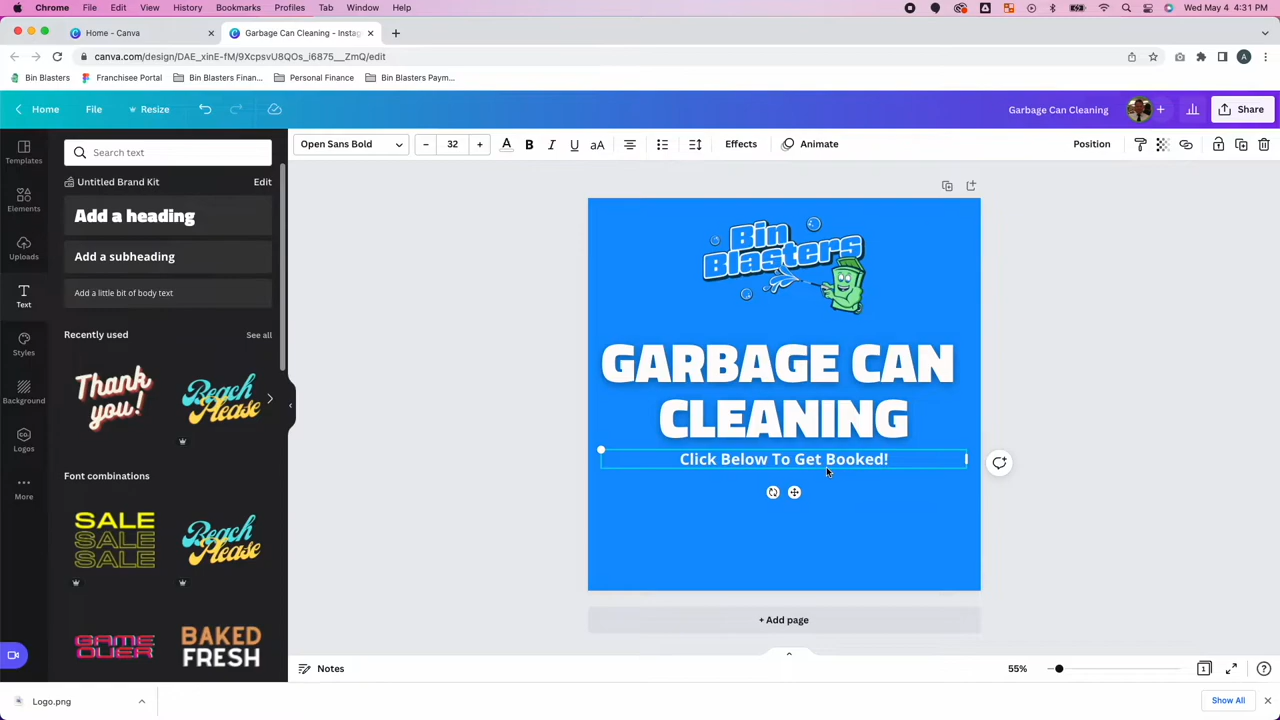 Chrome File Edit View History Bookmarks Profiles Tab Window Help
Wed May 4 4:31 PM
Home - Canva
Garbage Can Cleaning - Instag
canva.com/design/DAE_xinE-fM/9XcpsvU8QOs_i6875__ZmQ/edit
A
Bin Blasters
Franchisee Portal
Bin Blasters Finan...
Personal Finance
Bin Blasters Paym...
Home
File
Resize
Garbage Can Cleaning
Share
Templates
Elements
Uploads
Text
Styles
Background
Logos
More
Search text
Untitled Brand Kit
Edit
Add a heading
Add a subheading
Add a little bit of body text
Recently used
See all
Thank you!
Beach Please
Font combinations
SALE
SALE
SALE
Beach Please
GAME OVER
BAKED FRESH
Open Sans Bold
− 32 +
A B I U aA
Effects
Animate
Position
Bin
Blasters
GARBAGE CAN
CLEANING
Click Below To Get Booked!
+ Add page
Notes
55%
1
?
Logo.png
Show All